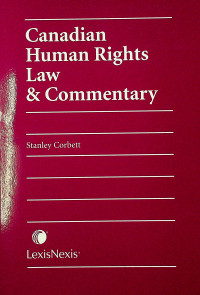 Canadian
Human Rights
Law
& Commentary
Stanley Corbett
LexisNexis®